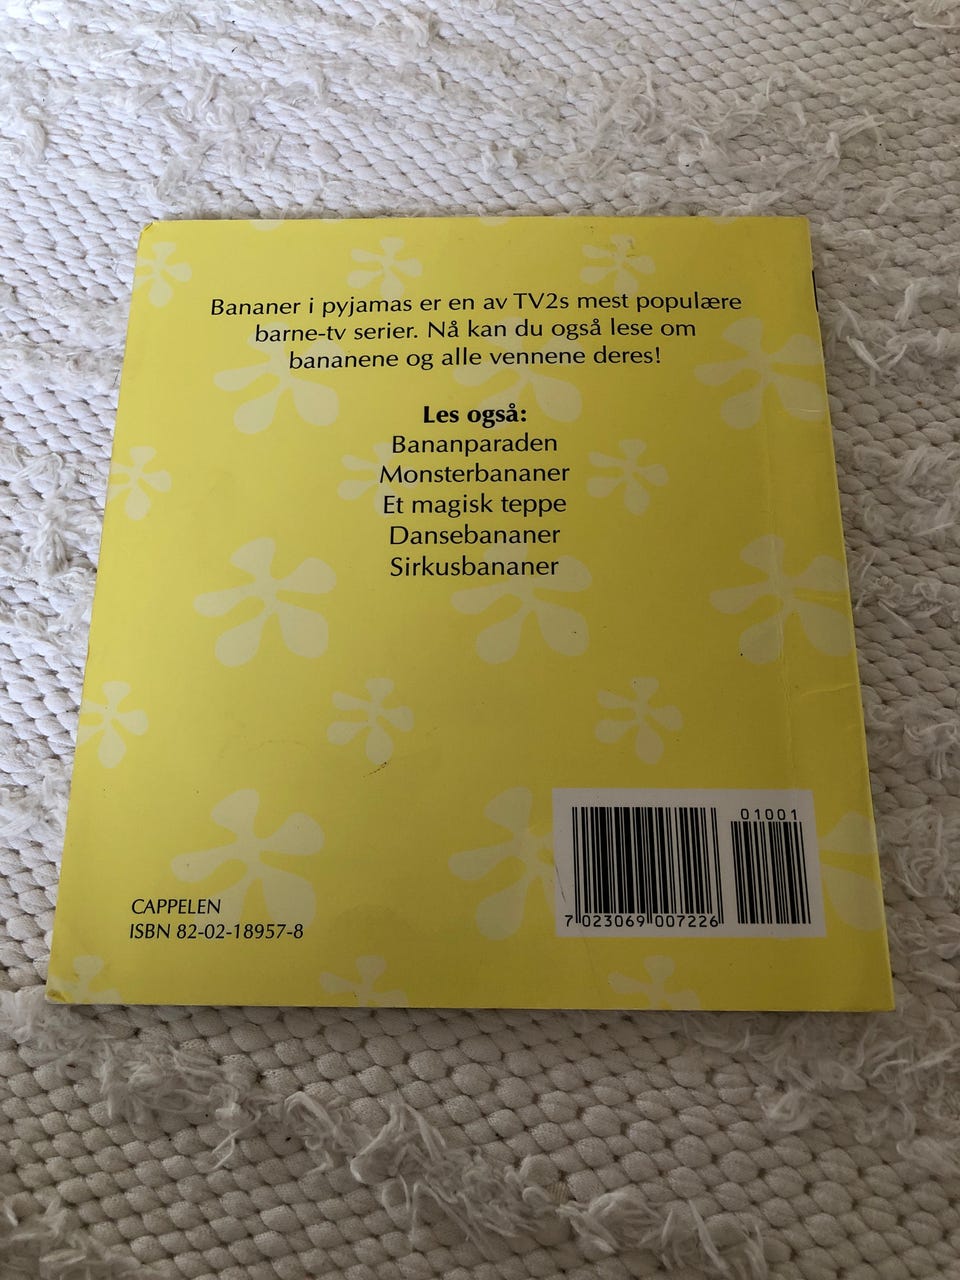 Bananer i pyjamas er en av TV2s mest populære
barne-tv serier. Nå kan du også lese om
bananene og alle vennene deres!
Les også:
Bananparaden
Monsterbananer
Et magisk teppe
Dansebananer
Sirkusbananer
CAPPELEN
ISBN 82-02-18957-8
01001
7 023069 007226